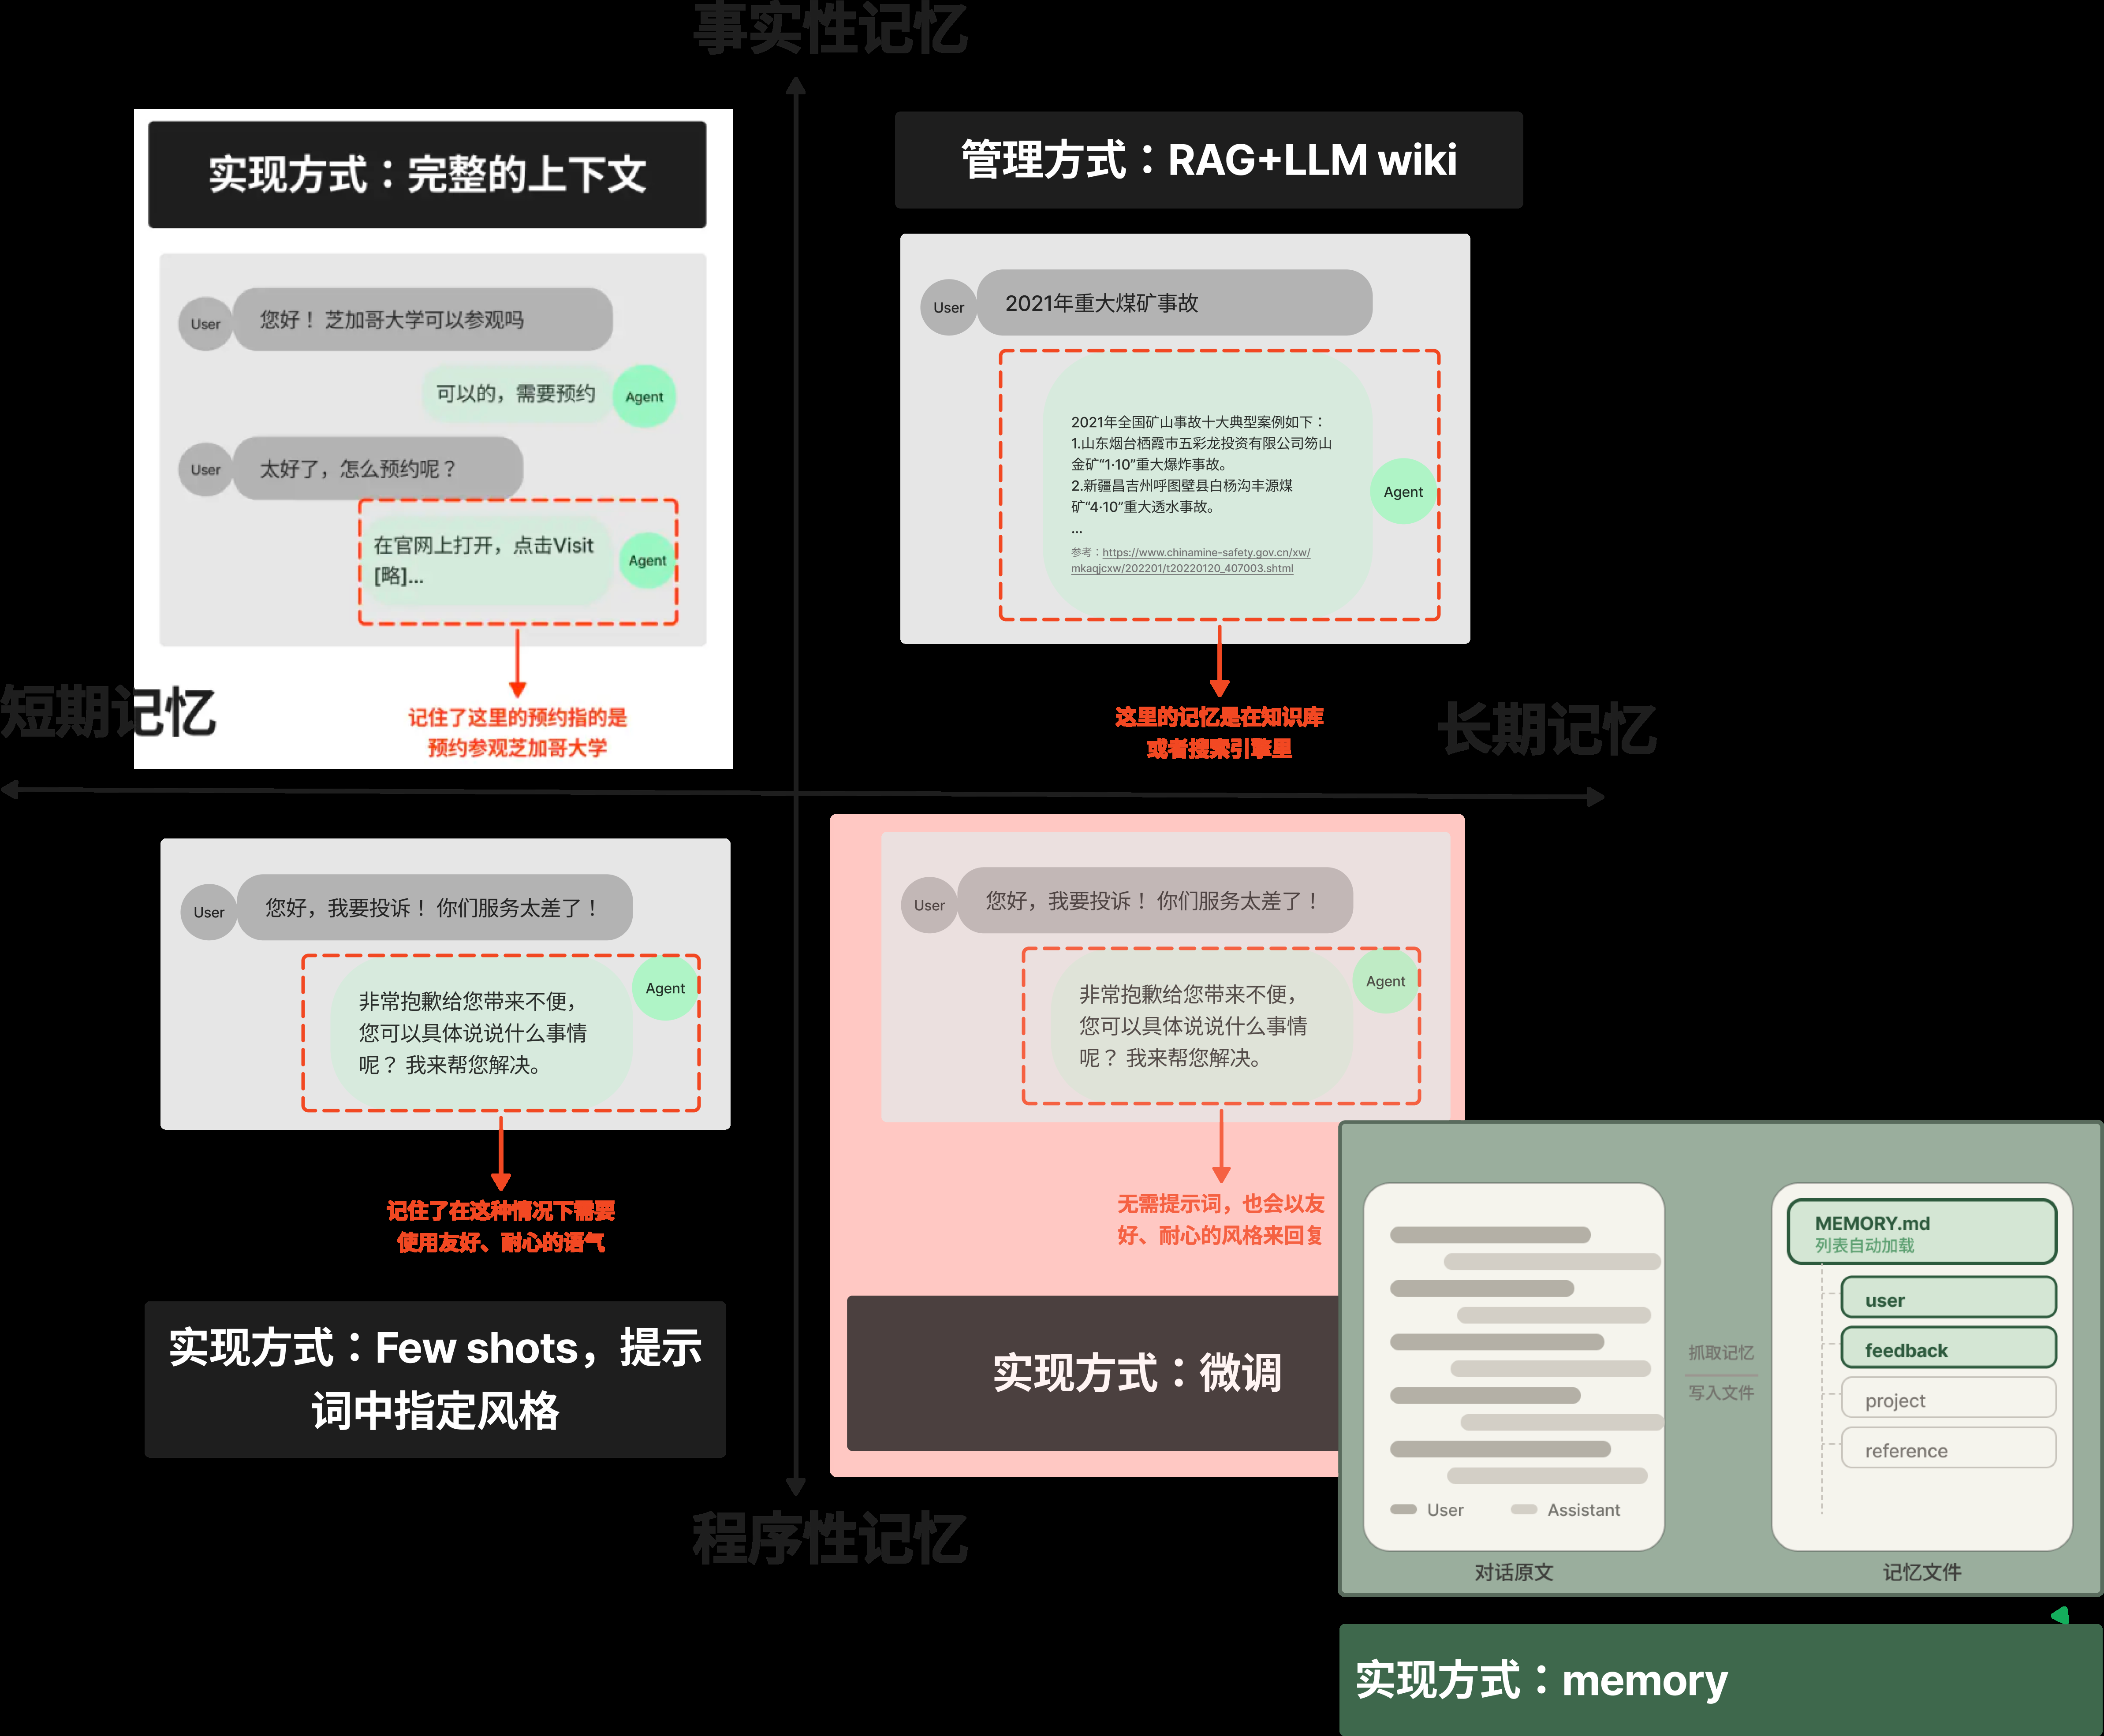 事实性记忆
实现方式：完整的上下文
User
您好！ 芝加哥大学可以参观吗
可以的，需要预约
Agent
User
太好了，怎么预约呢？
在官网上打开，点击Visit
[略]...
Agent
记住了这里的预约指的是
预约参观芝加哥大学
管理方式：RAG+LLM wiki
User
2021年重大煤矿事故
2021年全国矿山事故十大典型案例如下：
1.山东烟台栖霞市五彩龙投资有限公司笏山
金矿“1·10”重大爆炸事故。
2.新疆昌吉州呼图壁县白杨沟丰源煤
矿“4·10”重大透水事故。
...
参考：https://www.chinamine-safety.gov.cn/xw/
mkaqjcxw/202201/t20220120_407003.shtml
Agent
这里的记忆是在知识库
或者搜索引擎里
短期记忆
长期记忆
User
您好，我要投诉！ 你们服务太差了！
Agent
非常抱歉给您带来不便，
您可以具体说说什么事情
呢？ 我来帮您解决。
记住了在这种情况下需要
使用友好、耐心的语气
实现方式：Few shots，提示
词中指定风格
User
您好，我要投诉！ 你们服务太差了！
Agent
非常抱歉给您带来不便，
您可以具体说说什么事情
呢？ 我来帮您解决。
无需提示词，也会以友
好、耐心的风格来回复
实现方式：微调
程序性记忆
User
Assistant
对话原文
抓取记忆
写入文件
MEMORY.md
列表自动加载
user
feedback
project
reference
记忆文件
实现方式：memory